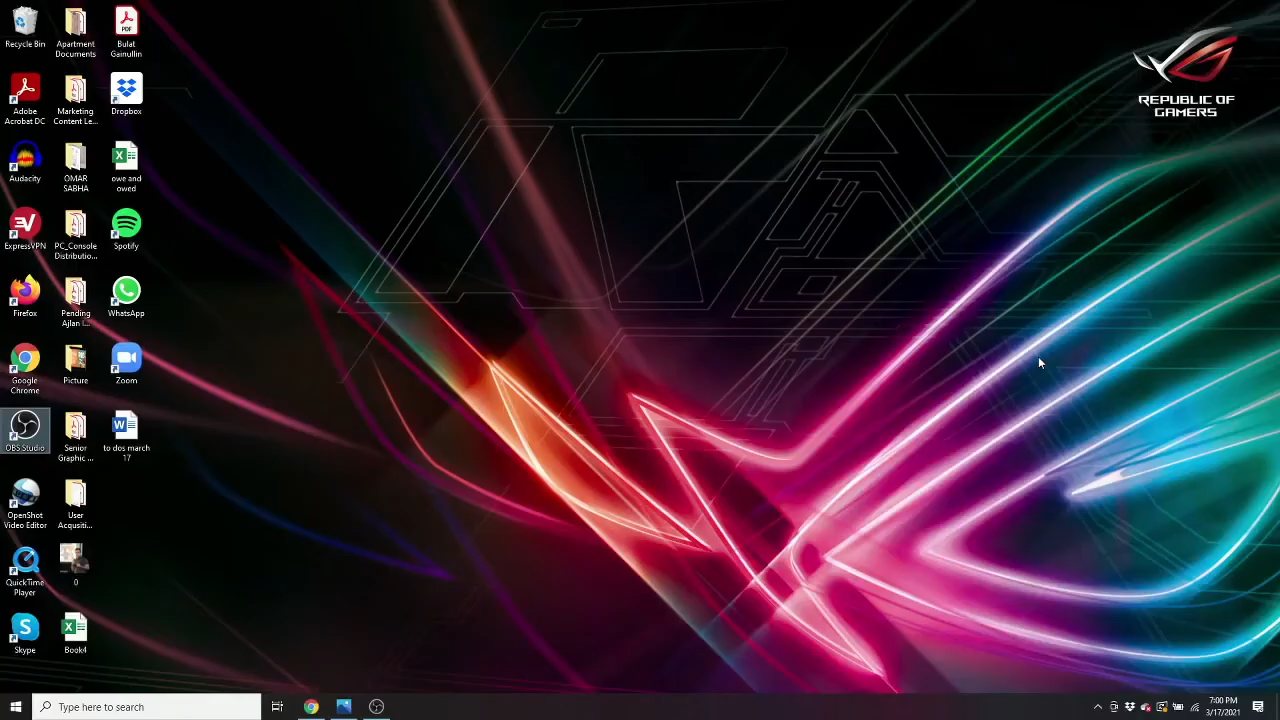 Recycle Bin
Apartment
Documents
Bulat
Gainullin
Adobe
Acrobat DC
Marketing
Content Le...
Dropbox
Audacity
OMAR
SABHA
owe and
owed
ExpressVPN
PC_Console
Distributio...
Spotify
Firefox
Pending
Ajlan I...
WhatsApp
Google
Chrome
Picture
Zoom
OBS Studio
Senior
Graphic ...
to dos march
17
OpenShot
Video Editor
User
Acquisiti...
QuickTime
Player
0
Skype
Book4
REPUBLIC OF
GAMERS
Type here to search
7:00 PM
3/17/2021